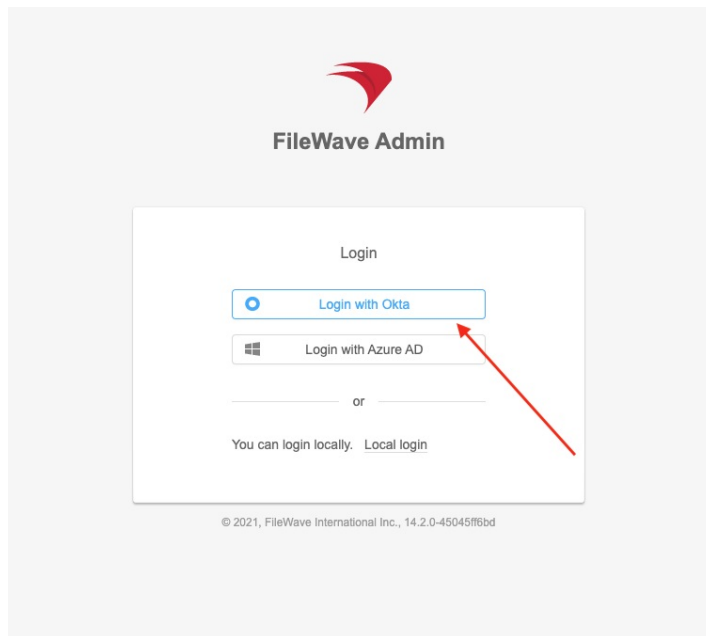 FileWave Admin
Login
Login with Okta
Login with Azure AD
or
You can login locally. Local login
© 2021, FileWave International Inc., 14.2.0-45045ff6bd